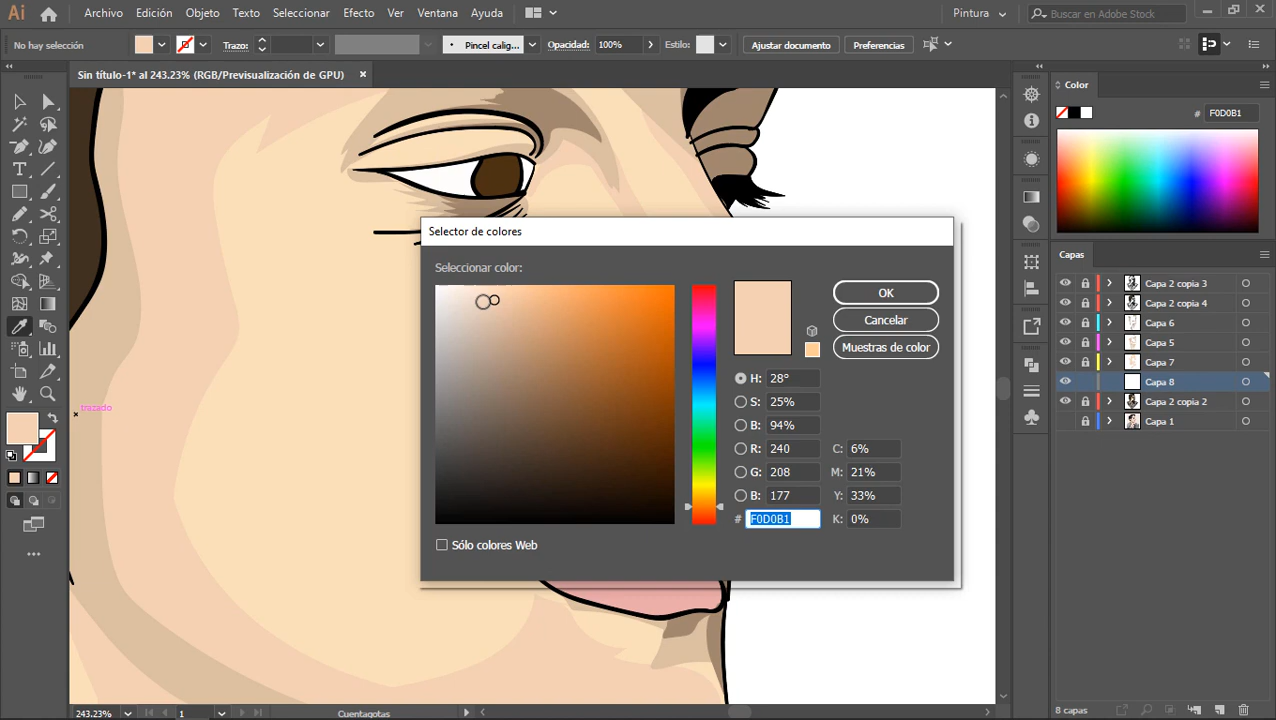 Ai Archivo Edición Objeto Texto Seleccionar Efecto Ver Ventana Ayuda Pintura Buscar en Adobe Stock
No hay selección Trazo: Pincel calig... Opacidad: 100% Estilo: Ajustar documento Preferencias
Sin título-1* al 243.23% (RGB/Previsualización de GPU) ×
Color
# F0D0B1
Capas
Capa 2 copia 3
Capa 2 copia 4
Capa 6
Capa 5
Capa 7
Capa 8
Capa 2 copia 2
Capa 1
8 capas
trazado
Selector de colores
Seleccionar color:
OK
Cancelar
Muestras de color
H: 28°
S: 25%
B: 94%
R: 240 C: 6%
G: 208 M: 21%
B: 177 Y: 33%
# F0D0B1 K: 0%
Sólo colores Web
243.23% 1 Cuentagotas